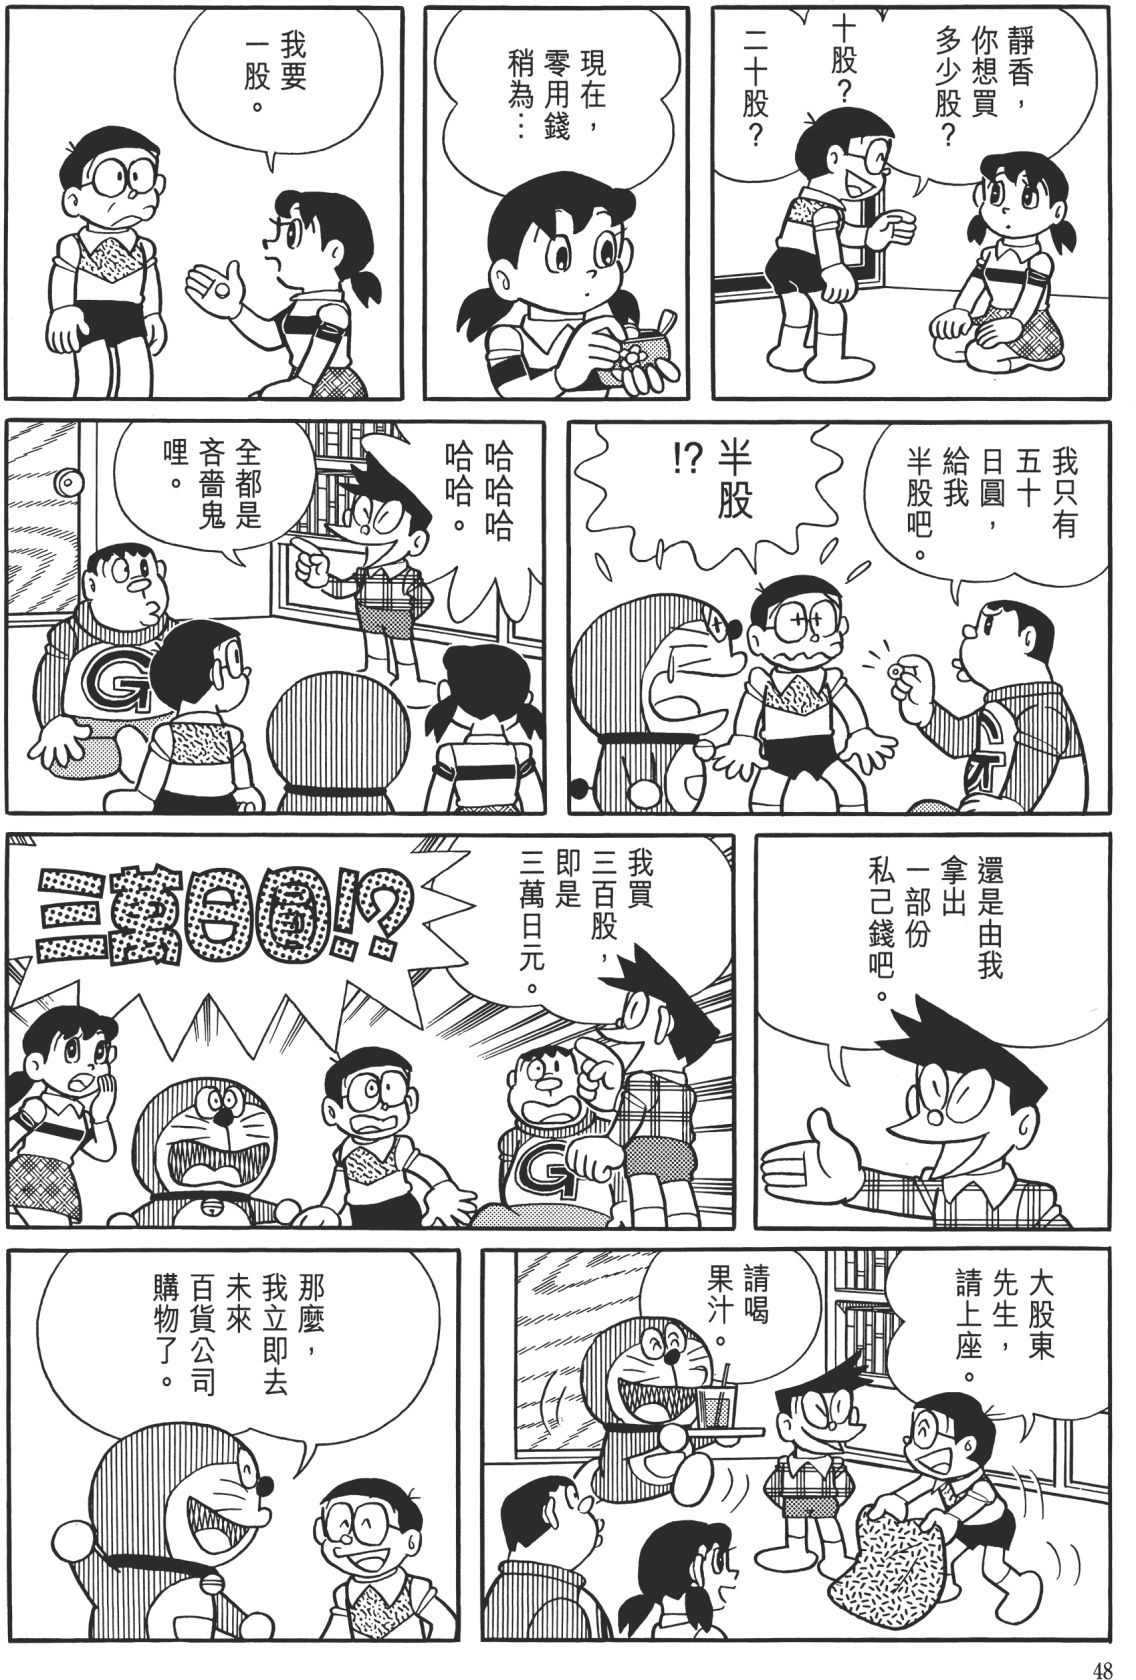 靜香，
你想買
多少股？
十股？
二十股？
現在，
零用錢
稍為…
我要
一股。
我只有
五十
日圓，
給我
半股吧。
半股
!?
哈哈哈
哈哈。
全都是
吝嗇鬼
哩。
還是由我
拿出
一部份
私己錢吧。
我買
三百股，
即是
三萬日元。
三萬日圓!?
大股東
先生，
請上座。
請喝
果汁。
那麼，
我立即去
未來
百貨公司
購物了。
G
G
48